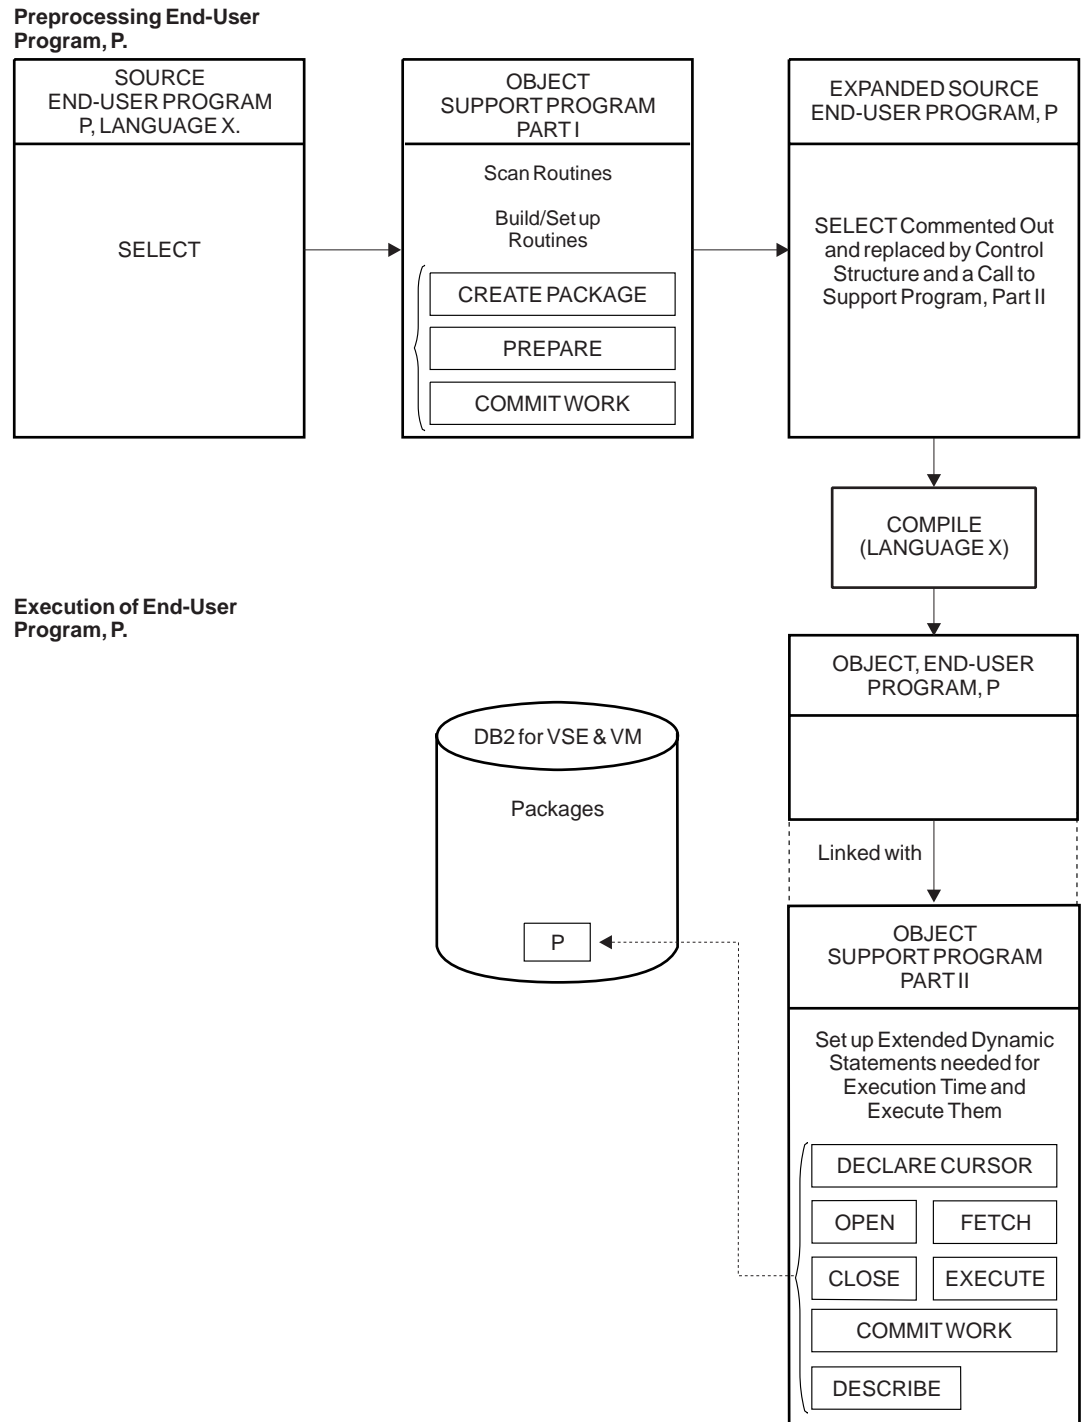 Preprocessing End-User
Program, P.
SOURCE
END-USER PROGRAM
P, LANGUAGE X.
SELECT
OBJECT
SUPPORT PROGRAM
PART I
Scan Routines
Build/Set up
Routines
CREATE PACKAGE
PREPARE
COMMIT WORK
EXPANDED SOURCE
END-USER PROGRAM, P
SELECT Commented Out
and replaced by Control
Structure and a Call to
Support Program, Part II
COMPILE
(LANGUAGE X)
Execution of End-User
Program, P.
OBJECT, END-USER
PROGRAM, P
DB2 for VSE & VM
Packages
P
Linked with
OBJECT
SUPPORT PROGRAM
PART II
Set up Extended Dynamic
Statements needed for
Execution Time and
Execute Them
DECLARE CURSOR
OPEN
FETCH
CLOSE
EXECUTE
COMMIT WORK
DESCRIBE